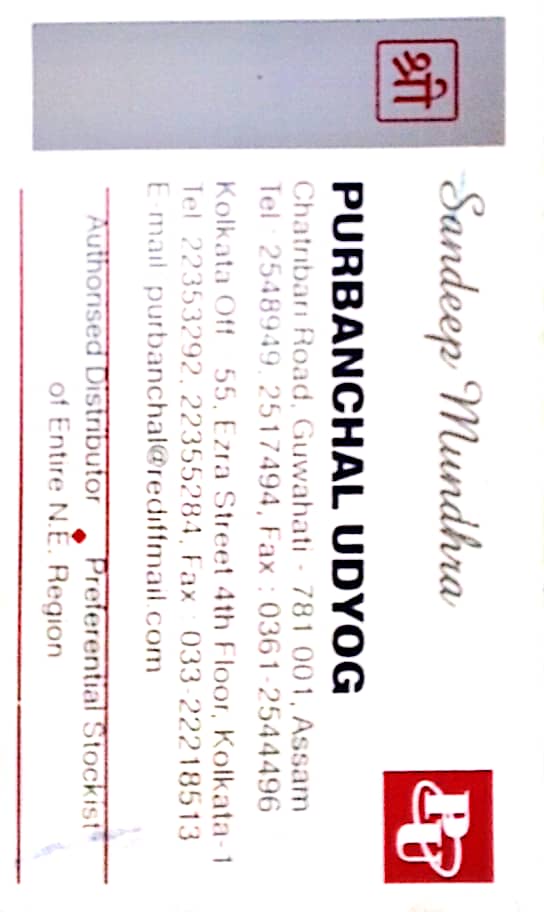 श्री
Sandeep Mundhra
PU
PURBANCHAL UDYOG
Chatribari Road, Guwahati - 781 001, Assam
Tel : 2548949, 2517494, Fax : 0361-2544496
Kolkata Off : 55, Ezra Street 4th Floor, Kolkata-1
Tel 22353292, 22355284, Fax : 033-22218513
E-mail purbanchal@rediffmail.com
Authorised Distributor ♦ Preferential Stockist
of Entire N.E. Region